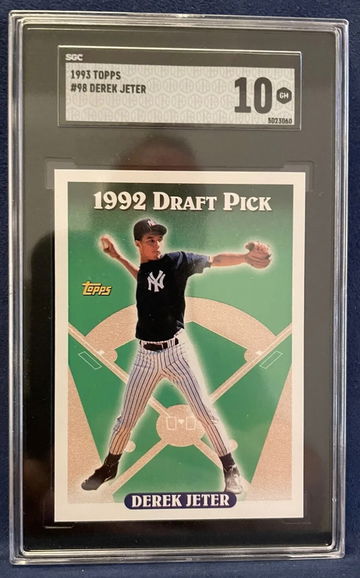 SGC
1993 TOPPS
#98 DEREK JETER
10 GM
5023060
1992 DRAFT PICK
NY
Topps
DEREK JETER